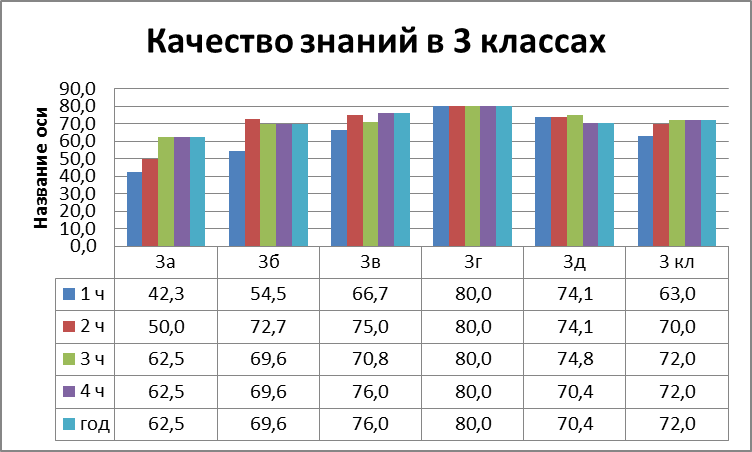 Качество знаний в 3 классах
Название оси
90,0
80,0
70,0
60,0
50,0
40,0
30,0
20,0
10,0
0,0
3а 3б 3в 3г 3д 3 кл
1 ч 42,3 54,5 66,7 80,0 74,1 63,0
2 ч 50,0 72,7 75,0 80,0 74,1 70,0
3 ч 62,5 69,6 70,8 80,0 74,8 72,0
4 ч 62,5 69,6 76,0 80,0 70,4 72,0
год 62,5 69,6 76,0 80,0 70,4 72,0